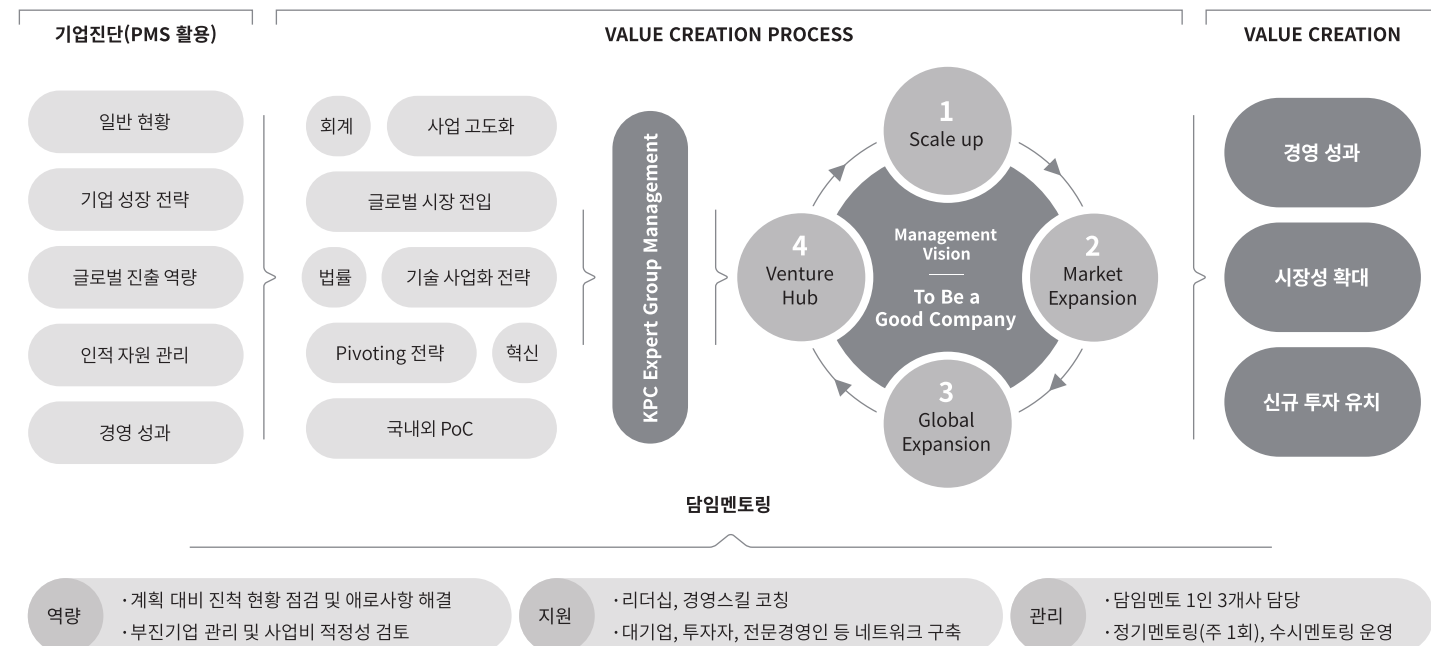 기업진단(PMS 활용)
일반 현황
기업 성장 전략
글로벌 진출 역량
인적 자원 관리
경영 성과
VALUE CREATION PROCESS
회계
사업 고도화
글로벌 시장 전입
법률
기술 사업화 전략
Pivoting 전략
혁신
국내외 PoC
KPC Expert Group Management
1
Scale up
2
Market
Expansion
3
Global
Expansion
4
Venture
Hub
Management
Vision
To Be a
Good Company
VALUE CREATION
경영 성과
시장성 확대
신규 투자 유치
담임멘토링
역량
·계획 대비 진척 현황 점검 및 애로사항 해결
·부진기업 관리 및 사업비 적정성 검토
지원
·리더십, 경영스킬 코칭
·대기업, 투자자, 전문경영인 등 네트워크 구축
관리
·담임멘토 1인 3개사 담당
·정기멘토링(주 1회), 수시멘토링 운영